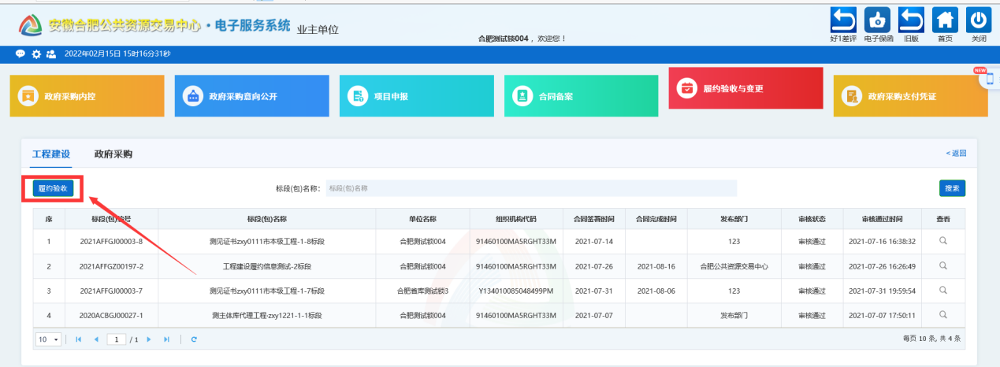 安徽合肥公共资源交易中心・电子服务系统 业主单位
合肥测试锁004，欢迎您！
好1差评 电子保函 旧版 首页 关闭
2022年02月15日 15时16分31秒
NEW
政府采购内控 政府采购意向公开 项目申报 合同备案 履约验收与变更 政府采购支付凭证
工程建设 政府采购 <返回
履约验收 标段(包)名称： 标段(包)名称 搜索
序 标段(包)编号 标段(包)名称 单位名称 组织机构代码 合同签署时间 合同完成时间 发布部门 审核状态 审核通过时间 查看
1 2021AFFGJ00003-8 测见证书zxy0111市本级工程-1-8标段 合肥测试锁004 91460100MA5RGHT33M 2021-07-14 123 审核通过 2021-07-16 16:38:32
2 2021AFFGZ00197-2 工程建设履约信息测试-2标段 合肥测试锁004 91460100MA5RGHT33M 2021-07-26 2021-08-16 合肥公共资源交易中心 审核通过 2021-07-26 16:26:49
3 2021AFFGJ00003-7 测见证书zxy0111市本级工程-1-7标段 合肥省库测试锁3 Y134010085048499PM 2021-07-31 2021-08-06 123 审核通过 2021-07-31 19:59:54
4 2020ACBGJ00027-1 测主体库代理工程-zxy1221-1-1标段 合肥测试锁004 91460100MA5RGHT33M 2021-07-07 发布部门 审核通过 2021-07-07 17:50:11
10 1 /1 每页 10 条, 共 4 条